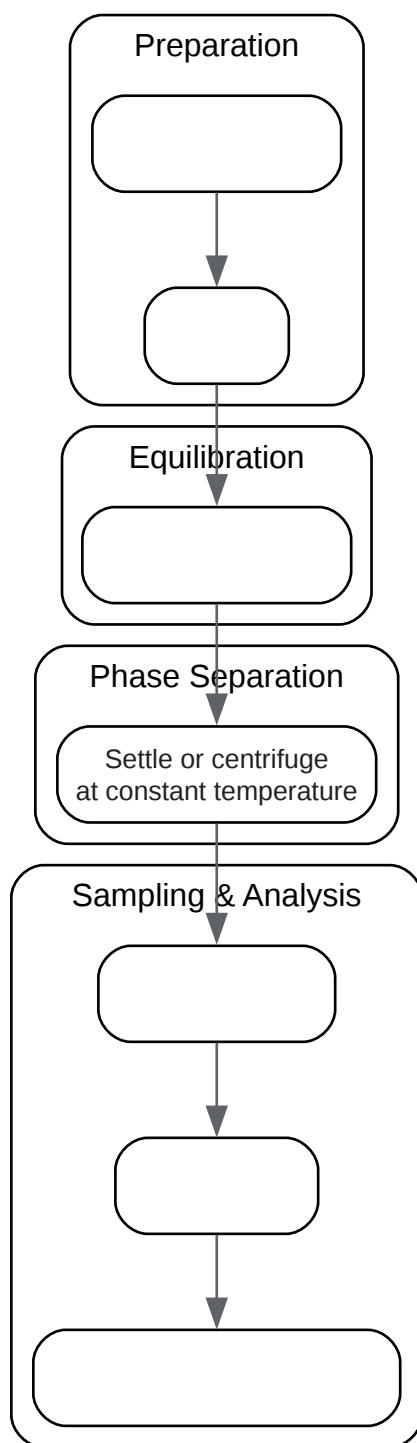 Preparation
Equilibration
Phase Separation
Settle or centrifuge
at constant temperature
Sampling & Analysis